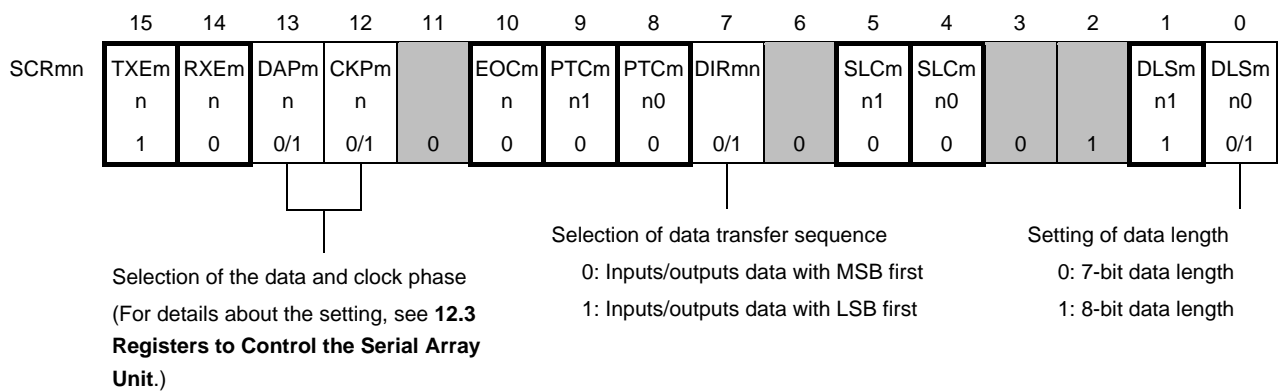 15 14 13 12 11 10 9 8 7 6 5 4 3 2 1 0
SCRmn TXEm RXEm DAPm CKPm EOCm PTCm PTCm DIRmn SLCm SLCm DLSm DLSm
n n n n n n1 n0 n1 n0 n1 n0
1 0 0/1 0/1 0 0 0 0 0/1 0 0 0 0 1 1 0/1
Selection of the data and clock phase
(For details about the setting, see 12.3
Registers to Control the Serial Array
Unit.)
Selection of data transfer sequence
0: Inputs/outputs data with MSB first
1: Inputs/outputs data with LSB first
Setting of data length
0: 7-bit data length
1: 8-bit data length